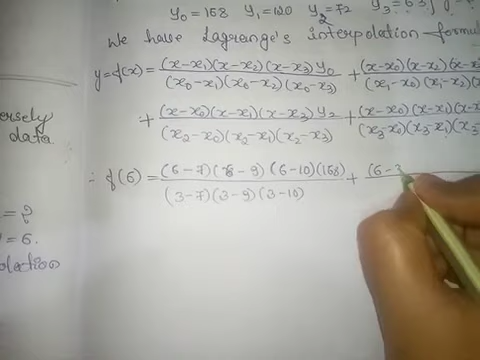 y₀ = 168 y₁ = 120 y₂ = 72 y₃ = 63
We have Lagrange's interpolation formul
y = f(x) = (x-x₁)(x-x₂)(x-x₃) y₀ / (x₀-x₁)(x₀-x₂)(x₀-x₃) + (x-x₀)(x-x₂)(x-x / (x₁-x₀)(x₁-x₂)(x
+ (x-x₀)(x-x₁)(x-x₃) y₂ / (x₂-x₀)(x₂-x₁)(x₂-x₃) + (x-x₀)(x-x₁)(x- / (x₃-x₀)(x₃-x₁)(x₃-
ersely
data.
∴ f(6) = (6-7)(6-9)(6-10)(168) / (3-7)(3-9)(3-10) + (6-3
= ?
= 6.
olation